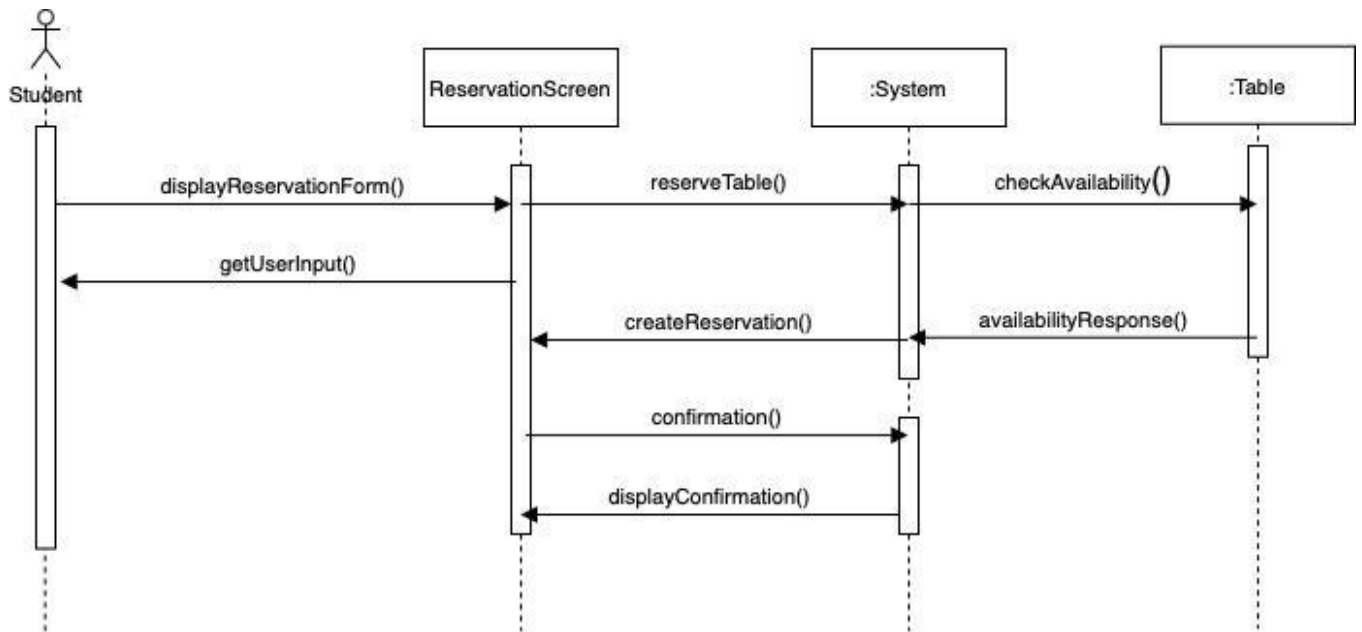 Student
ReservationScreen
:System
:Table
displayReservationForm()
reserveTable()
checkAvailability()
getUserInput()
createReservation()
availabilityResponse()
confirmation()
displayConfirmation()